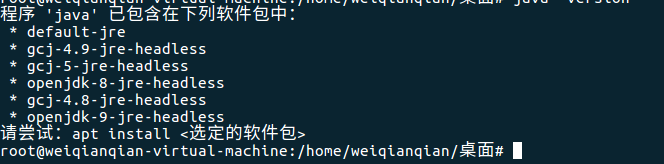 root@weiqianqian-virtual-machine:/home/weiqianqian/桌面# java -version
程序 'java' 已包含在下列软件包中：
 * default-jre
 * gcj-4.9-jre-headless
 * gcj-5-jre-headless
 * openjdk-8-jre-headless
 * gcj-4.8-jre-headless
 * openjdk-9-jre-headless
请尝试：apt install <选定的软件包>
root@weiqianqian-virtual-machine:/home/weiqianqian/桌面#